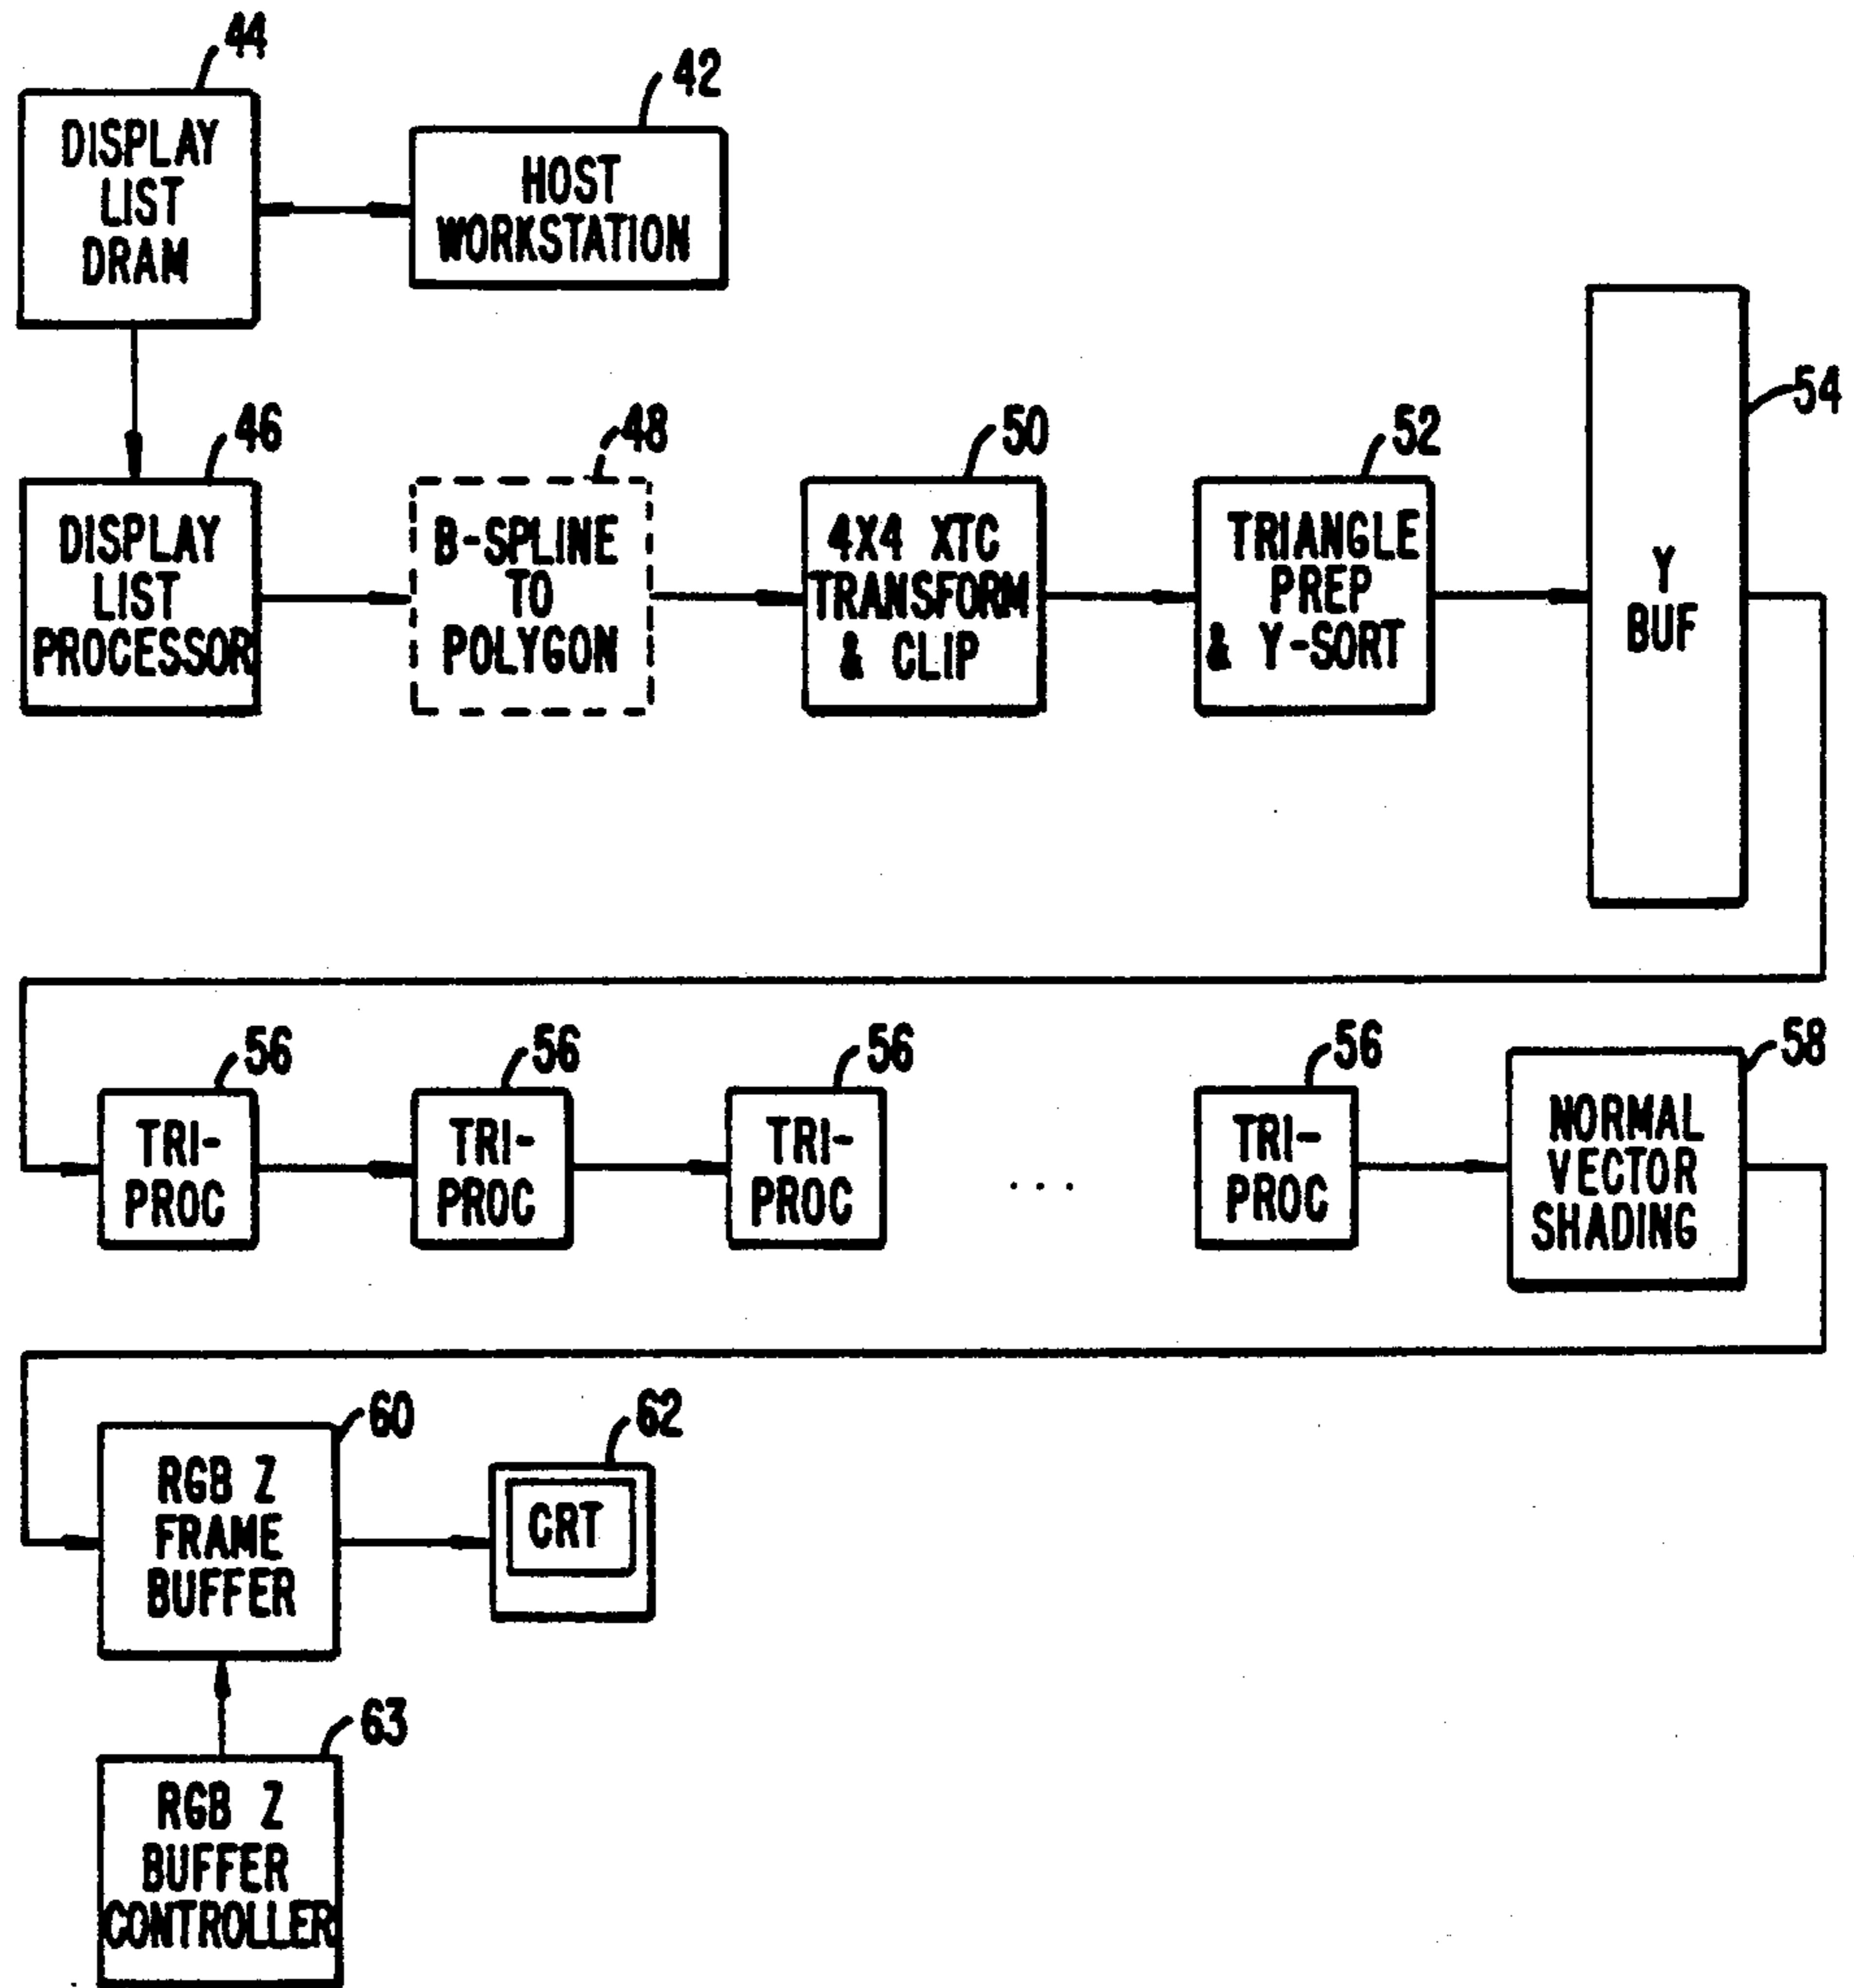 44
42
DISPLAY
LIST
DRAM
HOST
WORKSTATION
54
46
48
50
52
DISPLAY
LIST
PROCESSOR
B-SPLINE
TO
POLYGON
4X4 XTC
TRANSFORM
& CLIP
TRIANGLE
PREP
& Y-SORT
Y
BUF
56
56
56
56
58
TRI-
PROC
TRI-
PROC
TRI-
PROC
...
TRI-
PROC
NORMAL
VECTOR
SHADING
60
62
RGB Z
FRAME
BUFFER
CRT
63
RGB Z
BUFFER
CONTROLLER